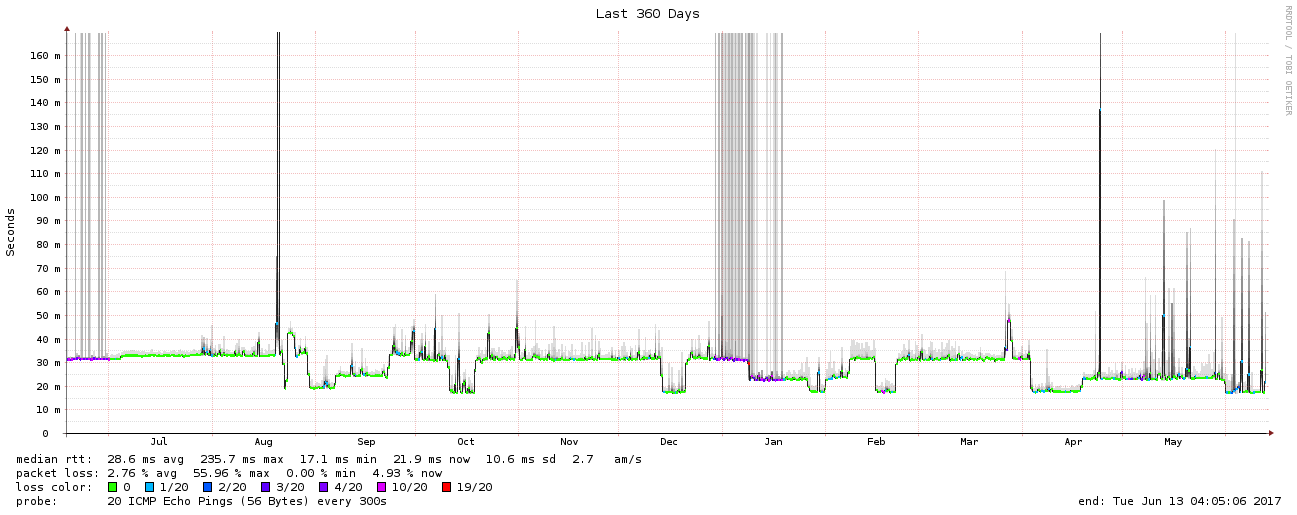 Last 360 Days
RRDTOOL / TOBI OETIKER
Seconds
160 m
150 m
140 m
130 m
120 m
110 m
100 m
90 m
80 m
70 m
60 m
50 m
40 m
30 m
20 m
10 m
0
Jul Aug Sep Oct Nov Dec Jan Feb Mar Apr May
median rtt: 28.6 ms avg 235.7 ms max 17.1 ms min 21.9 ms now 10.6 ms sd 2.7 am/s
packet loss: 2.76 % avg 55.96 % max 0.00 % min 4.93 % now
loss color: 0 1/20 2/20 3/20 4/20 10/20 19/20
probe: 20 ICMP Echo Pings (56 Bytes) every 300s end: Tue Jun 13 04:05:06 2017